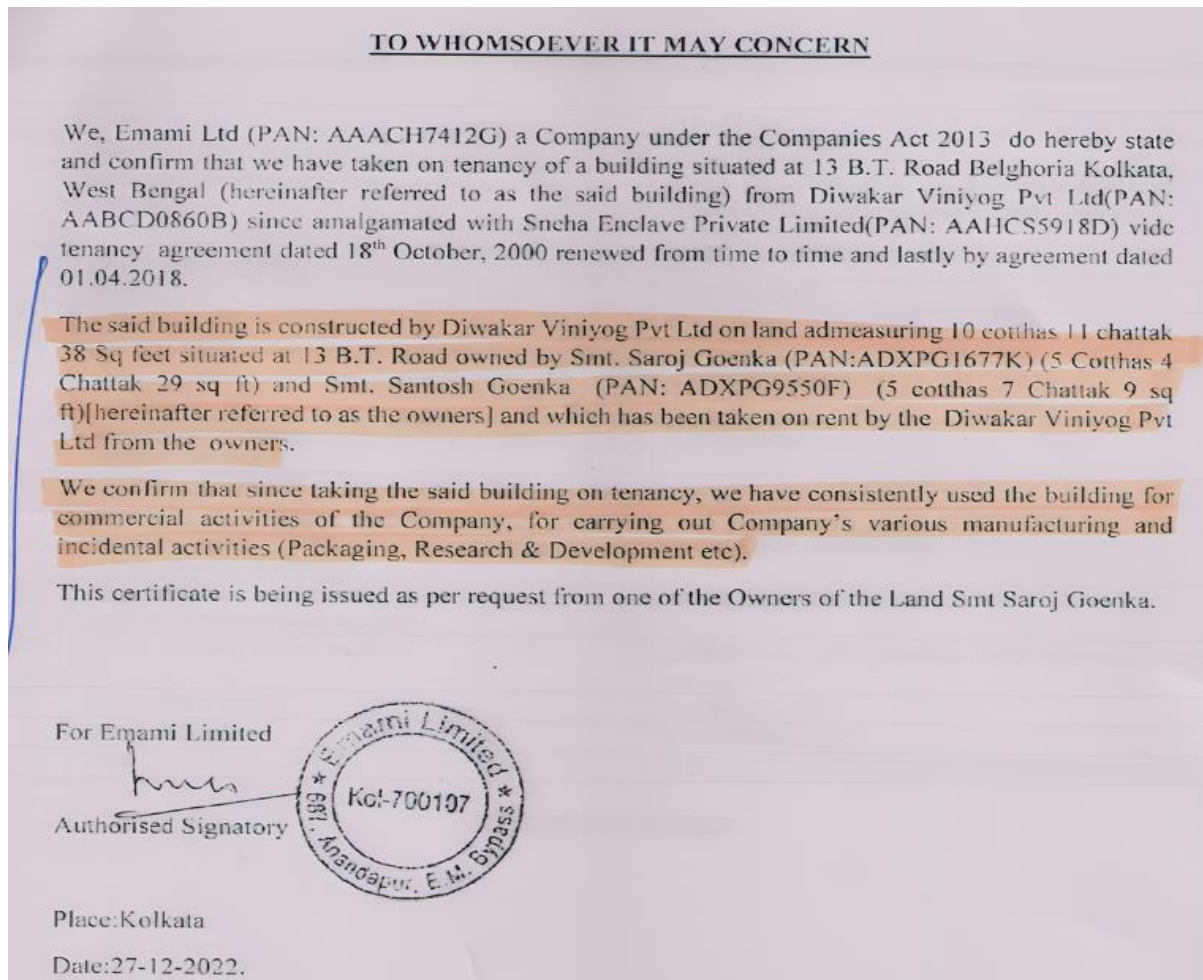 TO WHOMSOEVER IT MAY CONCERN
We, Emami Ltd (PAN: AAACH7412G) a Company under the Companies Act 2013 do hereby state
and confirm that we have taken on tenancy of a building situated at 13 B.T. Road Belghoria Kolkata,
West Bengal (hereinafter referred to as the said building) from Diwakar Viniyog Pvt Ltd(PAN:
AABCD0860B) since amalgamated with Sneha Enclave Private Limited(PAN: AAHCS5918D) vide
tenancy agreement dated 18th October, 2000 renewed from time to time and lastly by agreement dated
01.04.2018.
The said building is constructed by Diwakar Viniyog Pvt Ltd on land admeasuring 10 cotthas 11 chattak
38 Sq feet situated at 13 B.T. Road owned by Smt. Saroj Goenka (PAN:ADXPG1677K) (5 Cotthas 4
Chattak 29 sq ft) and Smt. Santosh Goenka (PAN: ADXPG9550F) (5 cotthas 7 Chattak 9 sq
ft)[hereinafter referred to as the owners] and which has been taken on rent by the Diwakar Viniyog Pvt
Ltd from the owners.
We confirm that since taking the said building on tenancy, we have consistently used the building for
commercial activities of the Company, for carrying out Company's various manufacturing and
incidental activities (Packaging, Research & Development etc).
This certificate is being issued as per request from one of the Owners of the Land Smt Saroj Goenka.
For Emami Limited
Authorised Signatory
* Emami Limited *
Kol-700107
687, Anandapur, E.M. Bypass
Place:Kolkata
Date:27-12-2022.